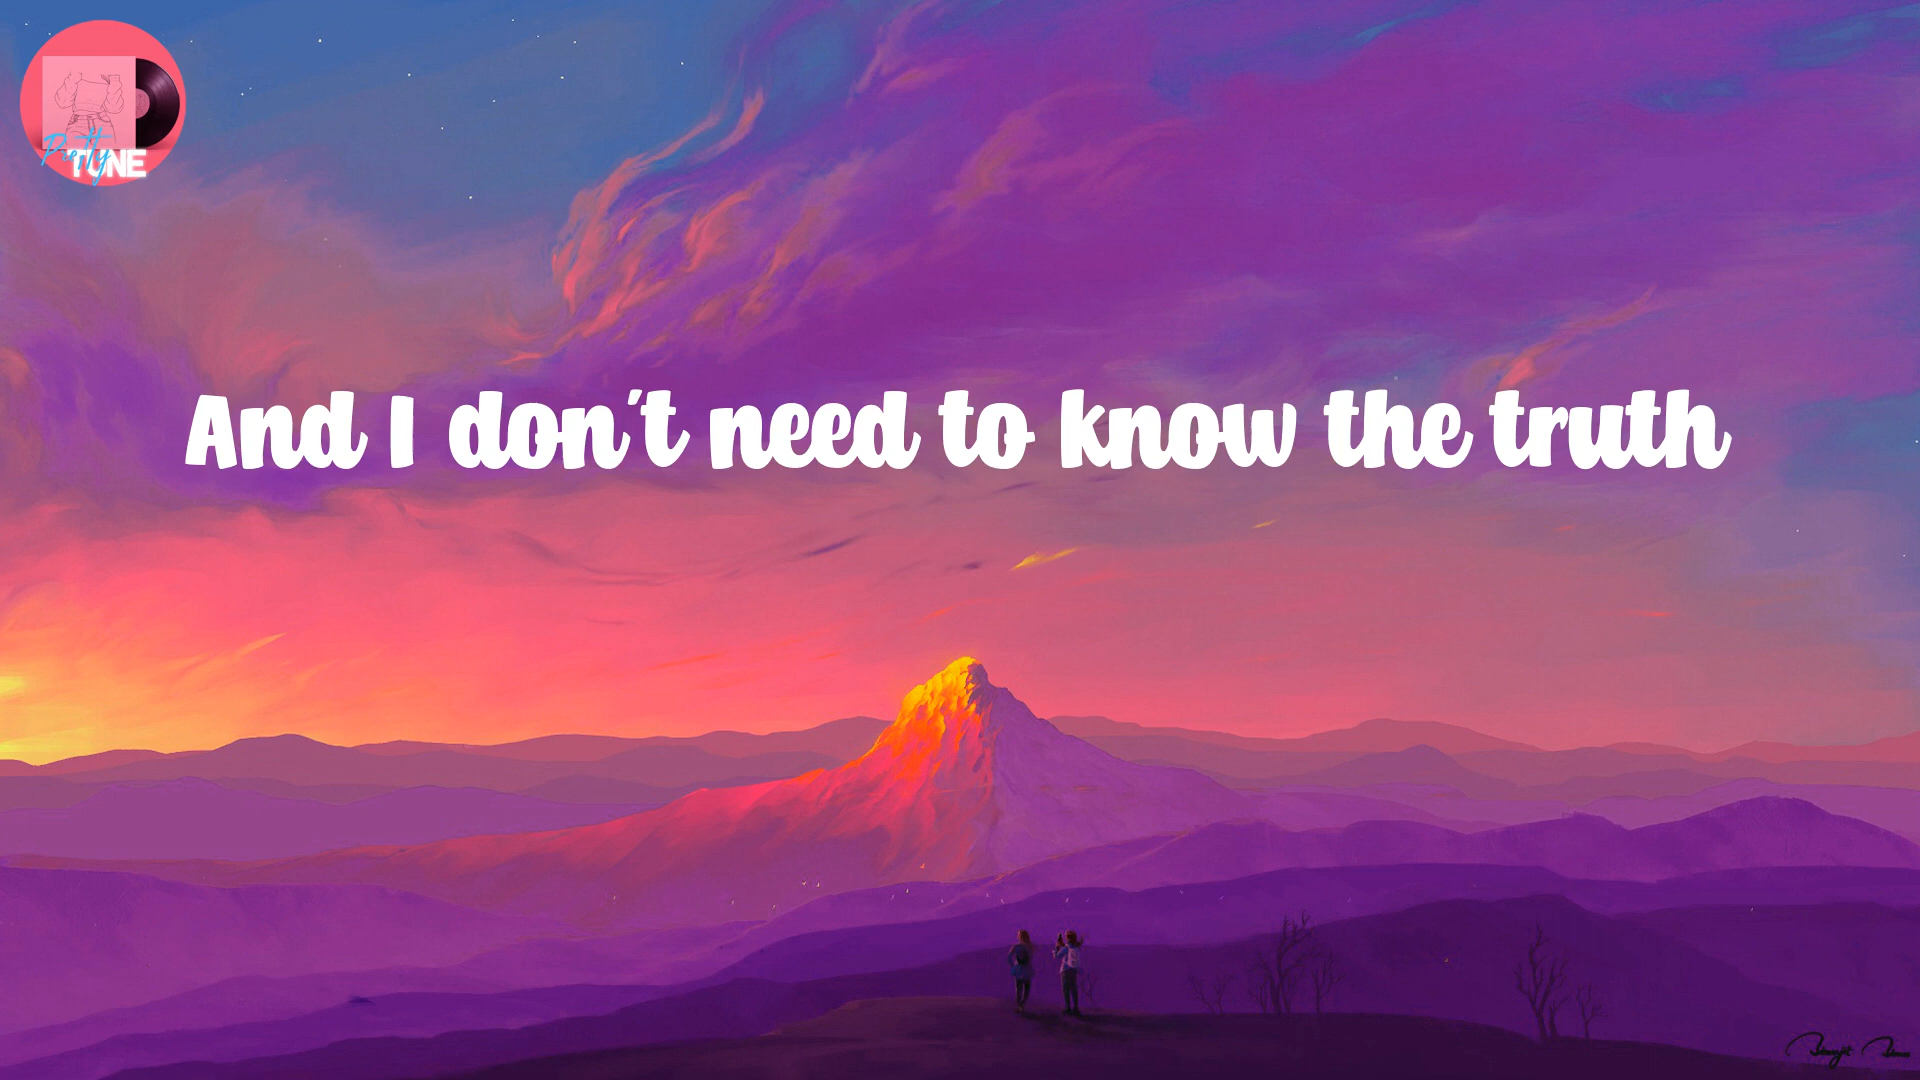 Pretty
TUNE
And I don't need to know the truth